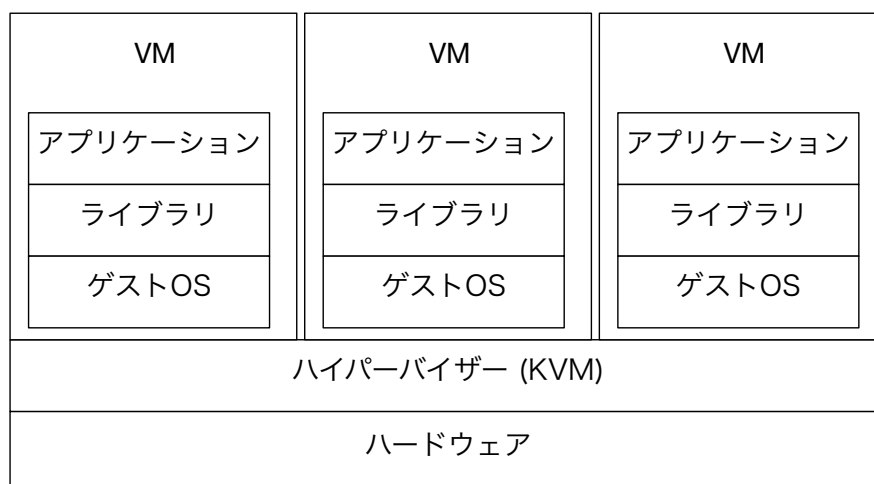 VM
アプリケーション
ライブラリ
ゲストOS
VM
アプリケーション
ライブラリ
ゲストOS
VM
アプリケーション
ライブラリ
ゲストOS
ハイパーバイザー (KVM)
ハードウェア